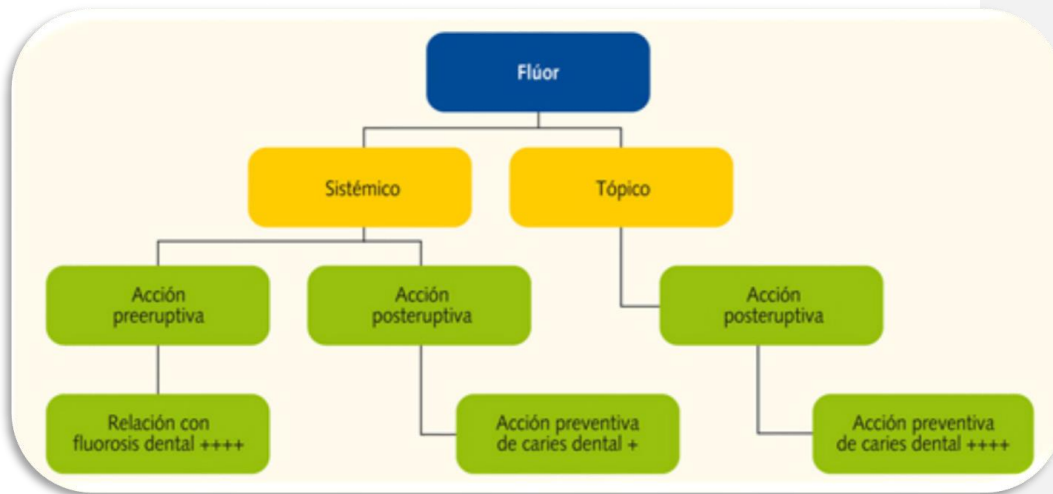 Flúor
Sistémico
Tópico
Acción
preeruptiva
Acción
posteruptiva
Acción
posteruptiva
Relación con
fluorosis dental ++++
Acción preventiva
de caries dental +
Acción preventiva
de caries dental ++++